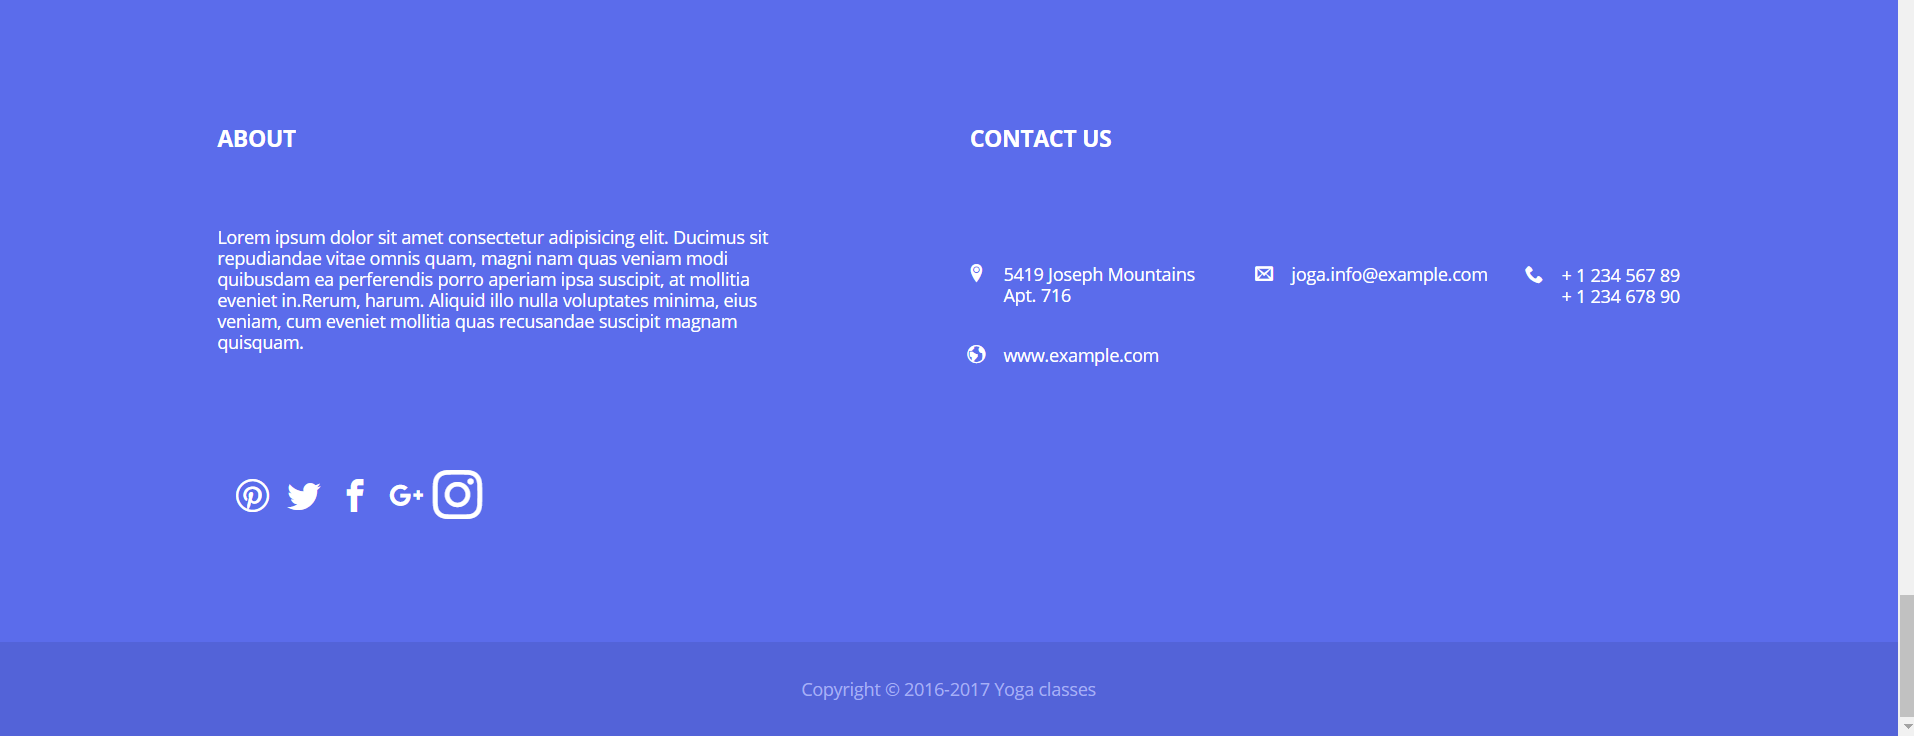 ABOUT
Lorem ipsum dolor sit amet consectetur adipisicing elit. Ducimus sit
repudiandae vitae omnis quam, magni nam quas veniam modi
quibusdam ea perferendis porro aperiam ipsa suscipit, at mollitia
eveniet in.Rerum, harum. Aliquid illo nulla voluptates minima, eius
veniam, cum eveniet mollitia quas recusandae suscipit magnam
quisquam.
CONTACT US
5419 Joseph Mountains
Apt. 716
joga.info@example.com
+ 1 234 567 89
+ 1 234 678 90
www.example.com
Copyright © 2016-2017 Yoga classes